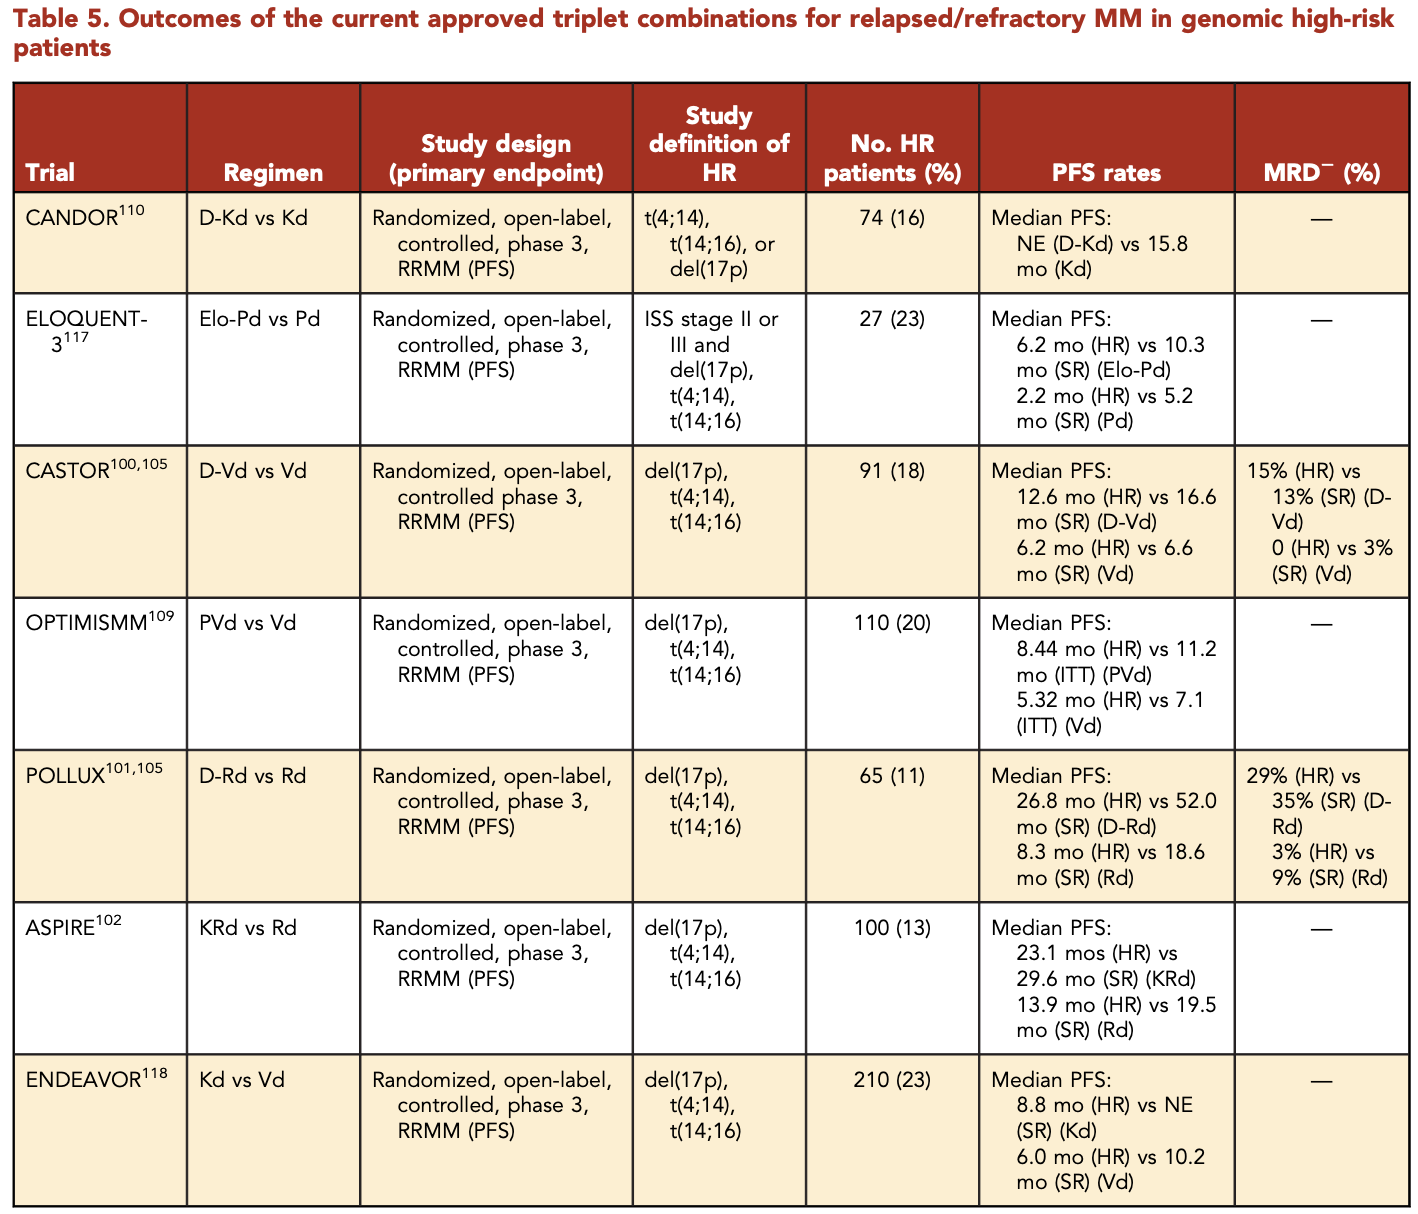 Table 5. Outcomes of the current approved triplet combinations for relapsed/refractory MM in genomic high-risk
patients
Trial
Regimen
Study design
(primary endpoint)
Study
definition of
HR
No. HR
patients (%)
PFS rates
MRD− (%)
CANDOR110
D-Kd vs Kd
Randomized, open-label,
controlled, phase 3,
RRMM (PFS)
t(4;14),
t(14;16), or
del(17p)
74 (16)
Median PFS:
NE (D-Kd) vs 15.8
mo (Kd)
—
ELOQUENT-
3117
Elo-Pd vs Pd
Randomized, open-label,
controlled, phase 3,
RRMM (PFS)
ISS stage II or
III and
del(17p),
t(4;14),
t(14;16)
27 (23)
Median PFS:
6.2 mo (HR) vs 10.3
mo (SR) (Elo-Pd)
2.2 mo (HR) vs 5.2
mo (SR) (Pd)
—
CASTOR100,105
D-Vd vs Vd
Randomized, open-label,
controlled phase 3,
RRMM (PFS)
del(17p),
t(4;14),
t(14;16)
91 (18)
Median PFS:
12.6 mo (HR) vs 16.6
mo (SR) (D-Vd)
6.2 mo (HR) vs 6.6
mo (SR) (Vd)
15% (HR) vs
13% (SR) (D-
Vd)
0 (HR) vs 3%
(SR) (Vd)
OPTIMISMM109
PVd vs Vd
Randomized, open-label,
controlled, phase 3,
RRMM (PFS)
del(17p),
t(4;14),
t(14;16)
110 (20)
Median PFS:
8.44 mo (HR) vs 11.2
mo (ITT) (PVd)
5.32 mo (HR) vs 7.1
(ITT) (Vd)
—
POLLUX101,105
D-Rd vs Rd
Randomized, open-label,
controlled, phase 3,
RRMM (PFS)
del(17p),
t(4;14),
t(14;16)
65 (11)
Median PFS:
26.8 mo (HR) vs 52.0
mo (SR) (D-Rd)
8.3 mo (HR) vs 18.6
mo (SR) (Rd)
29% (HR) vs
35% (SR) (D-
Rd)
3% (HR) vs
9% (SR) (Rd)
ASPIRE102
KRd vs Rd
Randomized, open-label,
controlled, phase 3,
RRMM (PFS)
del(17p),
t(4;14),
t(14;16)
100 (13)
Median PFS:
23.1 mos (HR) vs
29.6 mo (SR) (KRd)
13.9 mo (HR) vs 19.5
mo (SR) (Rd)
—
ENDEAVOR118
Kd vs Vd
Randomized, open-label,
controlled, phase 3,
RRMM (PFS)
del(17p),
t(4;14),
t(14;16)
210 (23)
Median PFS:
8.8 mo (HR) vs NE
(SR) (Kd)
6.0 mo (HR) vs 10.2
mo (SR) (Vd)
—